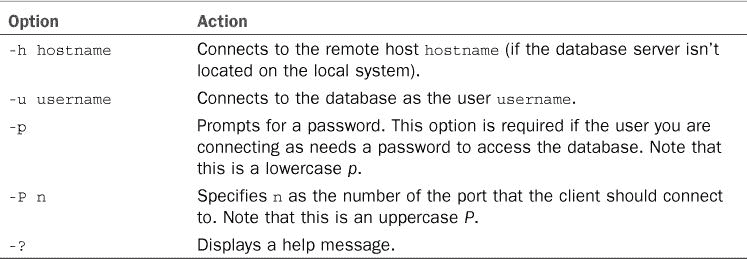 Option Action
-h hostname Connects to the remote host hostname (if the database server isn't
located on the local system).
-u username Connects to the database as the user username.
-p Prompts for a password. This option is required if the user you are
connecting as needs a password to access the database. Note that
this is a lowercase p.
-P n Specifies n as the number of the port that the client should connect
to. Note that this is an uppercase P.
-? Displays a help message.